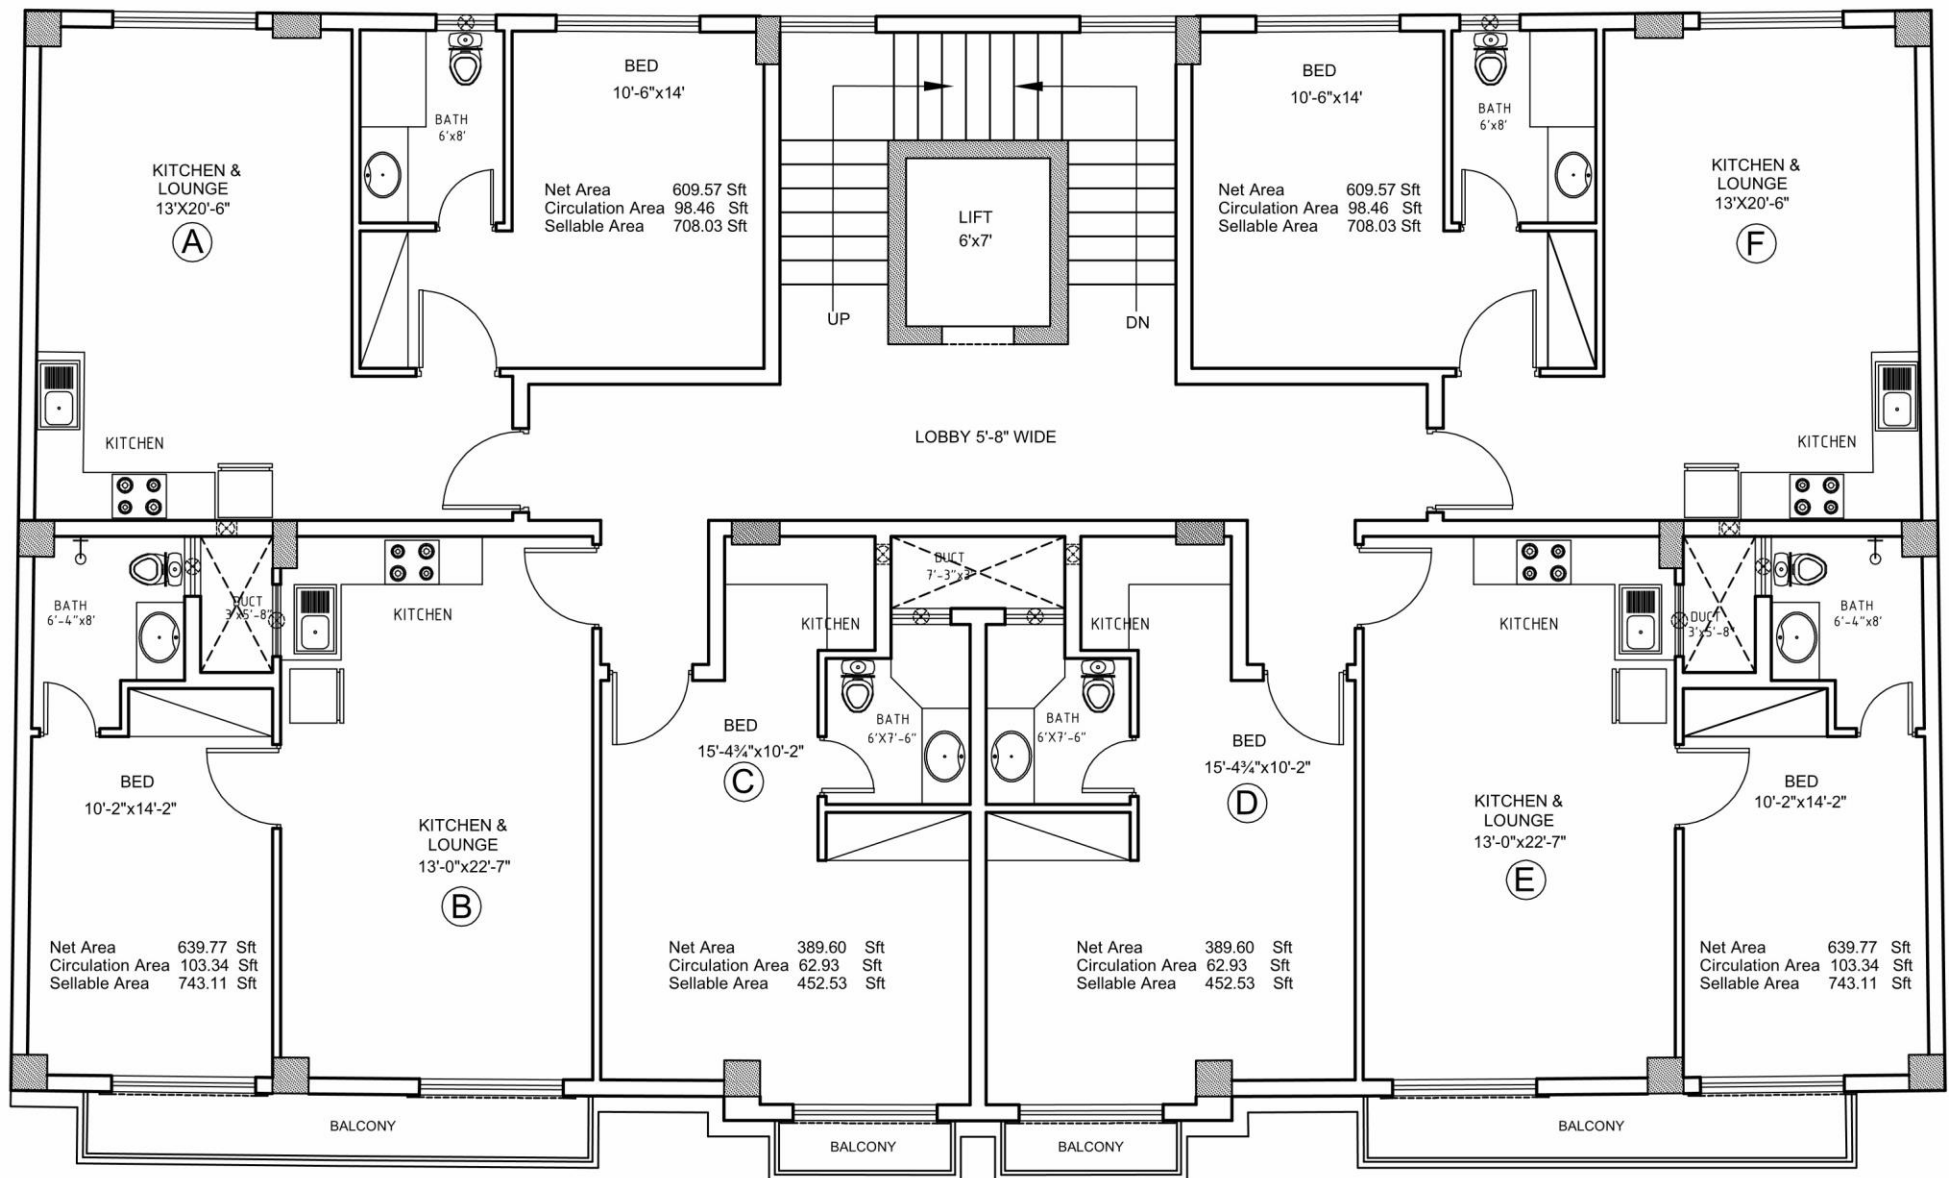 KITCHEN &
LOUNGE
13'X20'-6"
A
BATH
6'x8'
BED
10'-6"x14'
Net Area 609.57 Sft
Circulation Area 98.46 Sft
Sellable Area 708.03 Sft
KITCHEN
LIFT
6'x7'
UP
DN
BED
10'-6"x14'
Net Area 609.57 Sft
Circulation Area 98.46 Sft
Sellable Area 708.03 Sft
BATH
6'x8'
KITCHEN &
LOUNGE
13'X20'-6"
F
KITCHEN
LOBBY 5'-8" WIDE
BATH
6'-4"x8'
DUCT
3'x5'-8"
KITCHEN
BED
10'-2"x14'-2"
KITCHEN &
LOUNGE
13'-0"x22'-7"
B
Net Area 639.77 Sft
Circulation Area 103.34 Sft
Sellable Area 743.11 Sft
BALCONY
DUCT
7'-3"x3'
KITCHEN
BED
15'-4¾"x10'-2"
C
BATH
6'X7'-6"
Net Area 389.60 Sft
Circulation Area 62.93 Sft
Sellable Area 452.53 Sft
BALCONY
KITCHEN
BATH
6'X7'-6"
BED
15'-4¾"x10'-2"
D
Net Area 389.60 Sft
Circulation Area 62.93 Sft
Sellable Area 452.53 Sft
BALCONY
KITCHEN
DUCT
3'x5'-8"
BATH
6'-4"x8'
KITCHEN &
LOUNGE
13'-0"x22'-7"
E
BED
10'-2"x14'-2"
Net Area 639.77 Sft
Circulation Area 103.34 Sft
Sellable Area 743.11 Sft
BALCONY